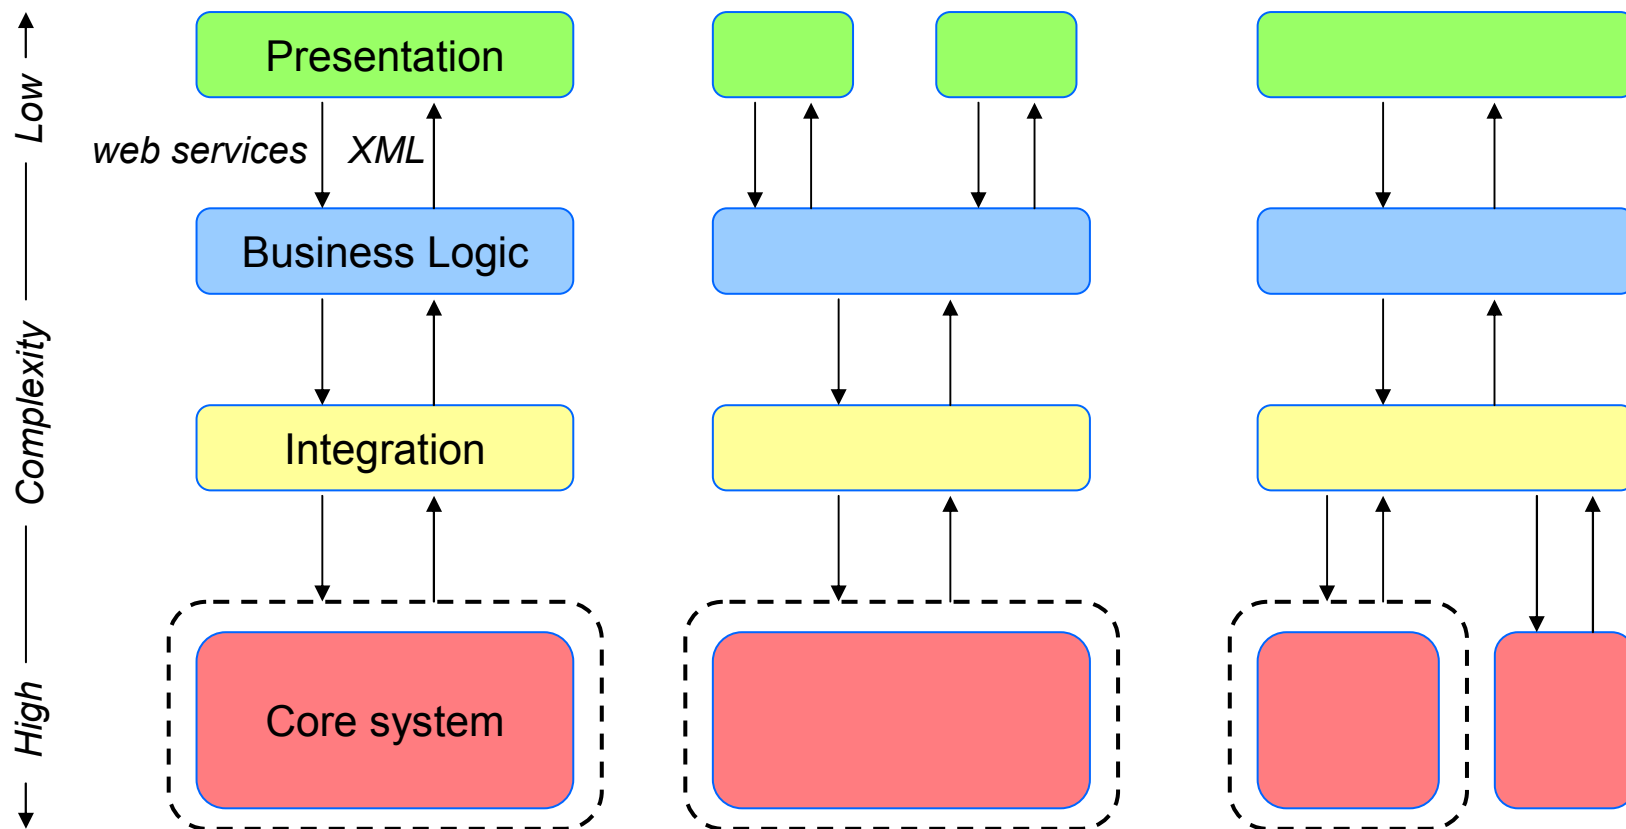 Low
Complexity
High
Presentation
web services
XML
Business Logic
Integration
Core system